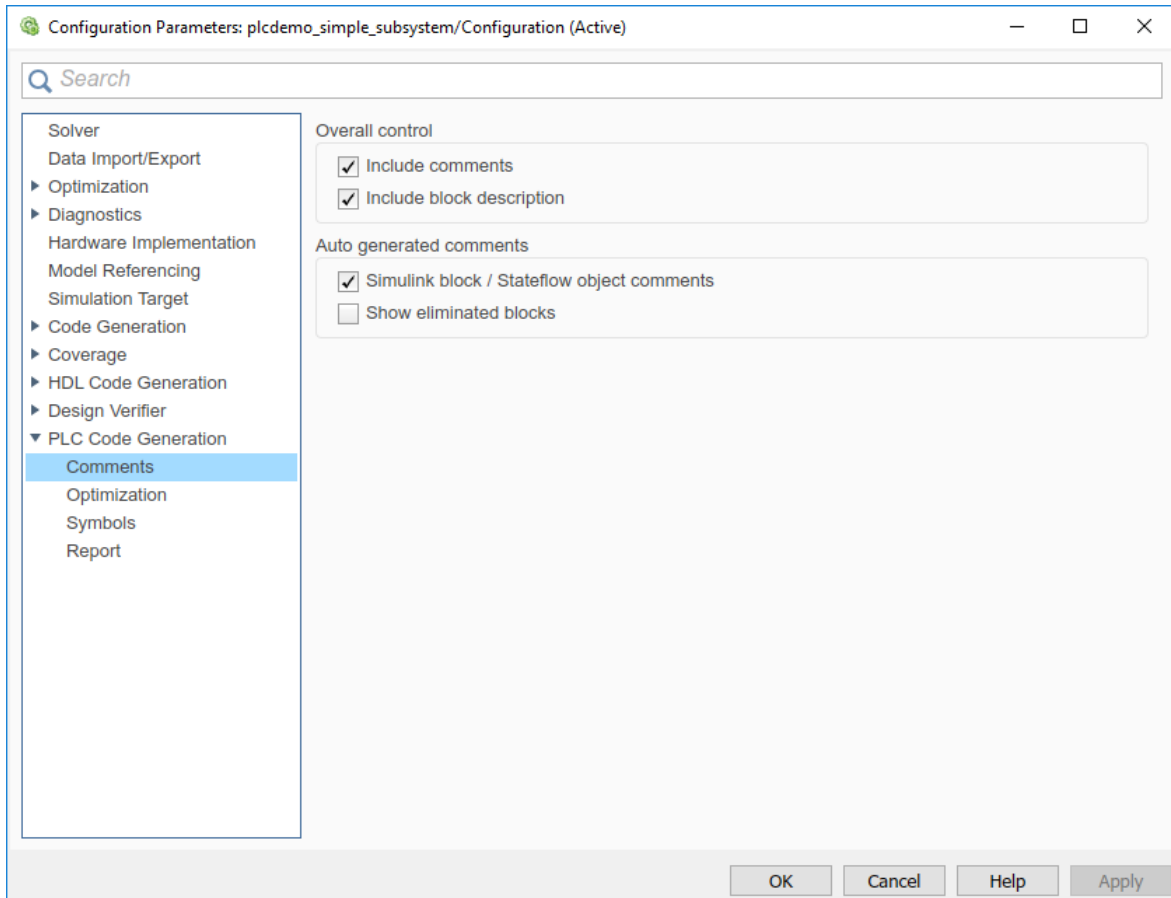 Configuration Parameters: plcdemo_simple_subsystem/Configuration (Active)
Search
Solver
Data Import/Export
Optimization
Diagnostics
Hardware Implementation
Model Referencing
Simulation Target
Code Generation
Coverage
HDL Code Generation
Design Verifier
PLC Code Generation
Comments
Optimization
Symbols
Report
Overall control
Include comments
Include block description
Auto generated comments
Simulink block / Stateflow object comments
Show eliminated blocks
OK Cancel Help Apply